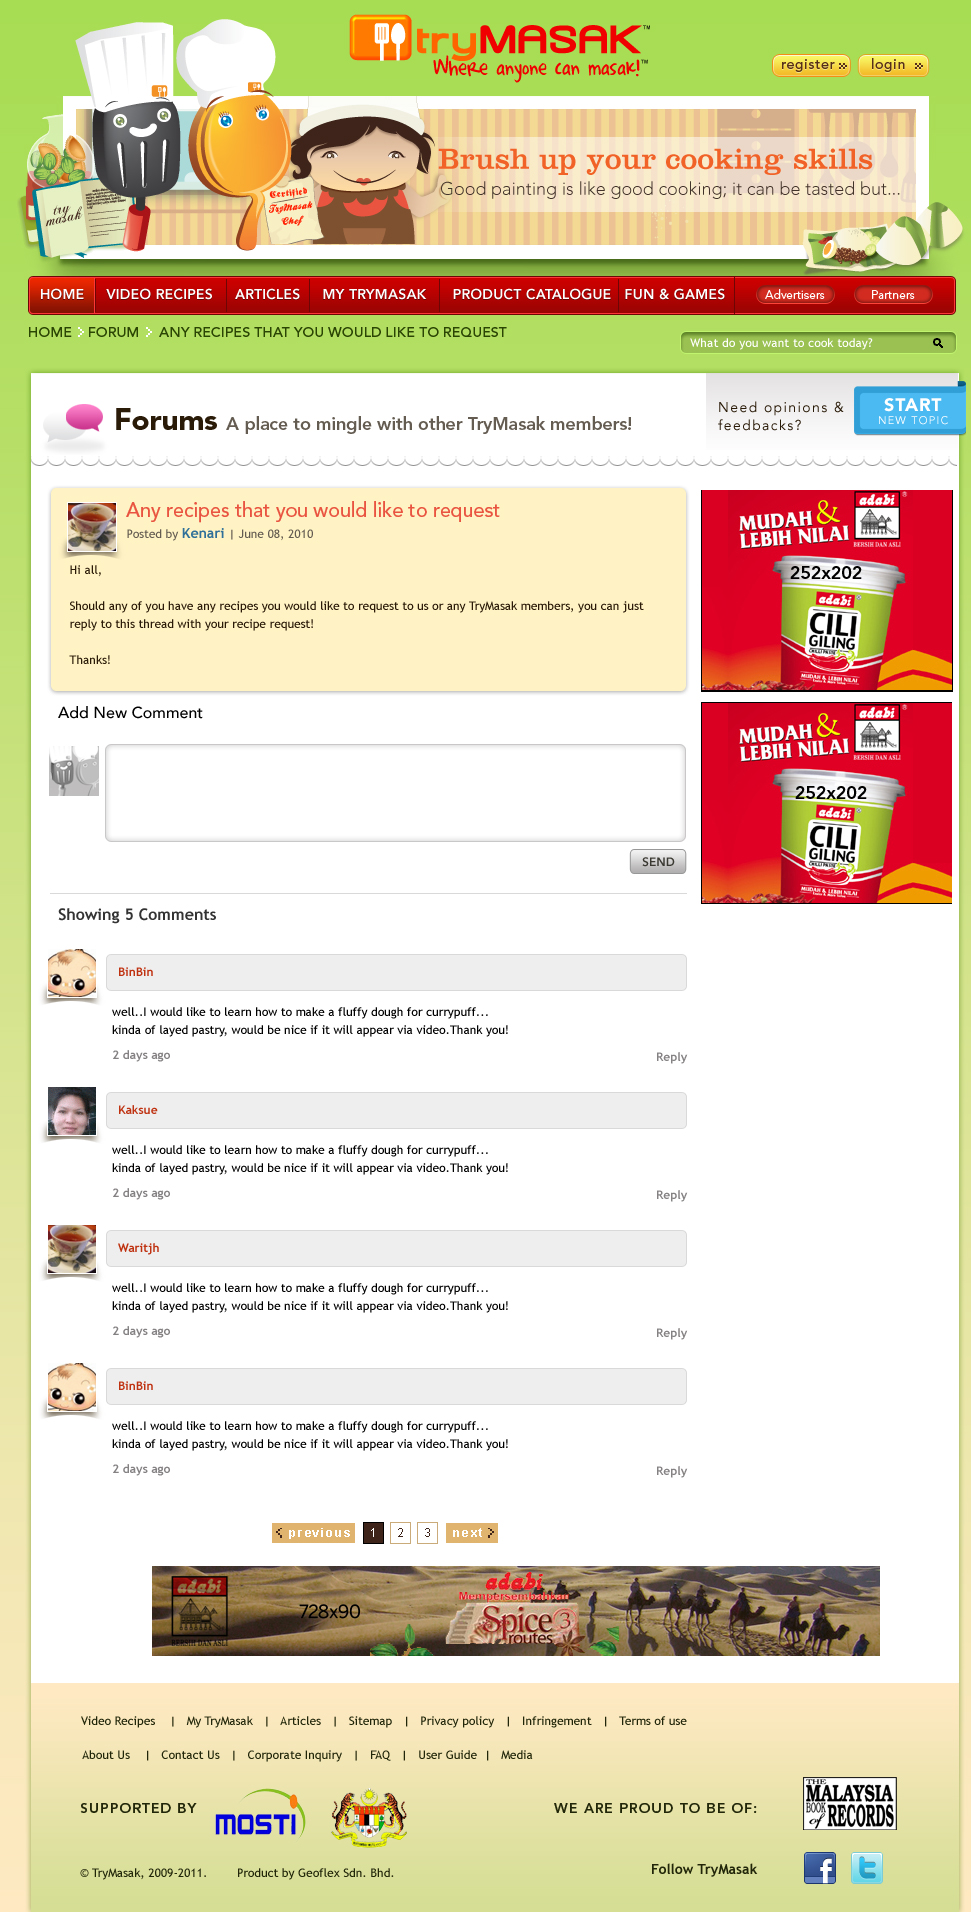 tryMASAK™
Where anyone can masak!™
register
login
Brush up your cooking skills
Good painting is like good cooking; it can be tasted but...
try masak
Certified
TryMasak
Chef
HOME
VIDEO RECIPES
ARTICLES
MY TRYMASAK
PRODUCT CATALOGUE
FUN & GAMES
Advertisers
Partners
HOME FORUM ANY RECIPES THAT YOU WOULD LIKE TO REQUEST
What do you want to cook today?
Forums A place to mingle with other TryMasak members!
Need opinions &
feedbacks?
START
NEW TOPIC
Any recipes that you would like to request
Posted by Kenari | June 08, 2010
Hi all,
Should any of you have any recipes you would like to request to us or any TryMasak members, you can just
reply to this thread with your recipe request!
Thanks!
adabi
BERSIH DAN ASLI
MUDAH &
LEBIH NILAI
252x202
adabi
CILI
GILING
CHILLI PASTE
MUDAH & LEBIH NILAI
adabi
BERSIH DAN ASLI
MUDAH &
LEBIH NILAI
252x202
adabi
CILI
GILING
CHILLI PASTE
MUDAH & LEBIH NILAI
Add New Comment
SEND
Showing 5 Comments
BinBin
well..I would like to learn how to make a fluffy dough for currypuff...
kinda of layed pastry, would be nice if it will appear via video.Thank you!
2 days ago
Reply
Kaksue
well..I would like to learn how to make a fluffy dough for currypuff...
kinda of layed pastry, would be nice if it will appear via video.Thank you!
2 days ago
Reply
Waritjh
well..I would like to learn how to make a fluffy dough for currypuff...
kinda of layed pastry, would be nice if it will appear via video.Thank you!
2 days ago
Reply
BinBin
well..I would like to learn how to make a fluffy dough for currypuff...
kinda of layed pastry, would be nice if it will appear via video.Thank you!
2 days ago
Reply
previous 1 2 3 next
adabi
BERSIH DAN ASLI
728x90
adabi
Mempersembahkan
Spice 3
routes
Video Recipes | My TryMasak | Articles | Sitemap | Privacy policy | Infringement | Terms of use
About Us | Contact Us | Corporate Inquiry | FAQ | User Guide | Media
SUPPORTED BY
MOSTI
WE ARE PROUD TO BE OF:
THE
MALAYSIA
BOOK of RECORDS
© TryMasak, 2009-2011. Product by Geoflex Sdn. Bhd.
Follow TryMasak